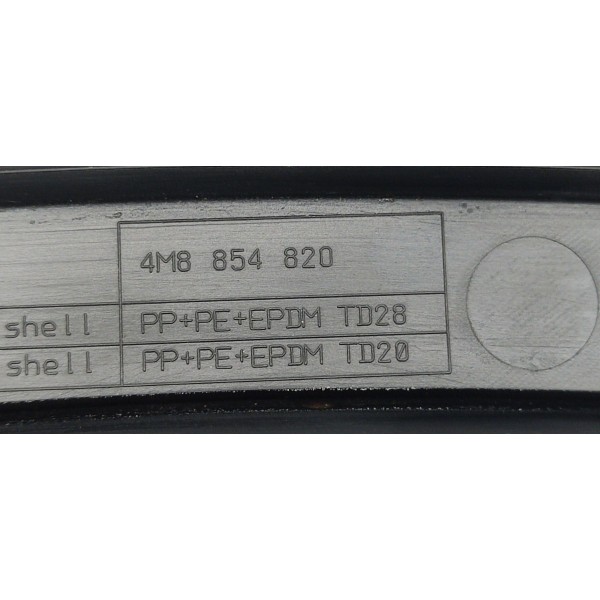 4M8 854 820
shell PP+PE+EPDM TD28
shell PP+PE+EPDM TD20